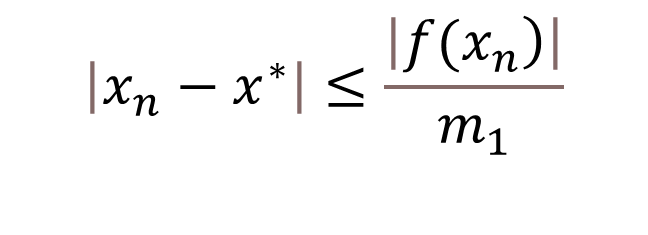 |xₙ − x*| ≤ |f(xₙ)| / m₁